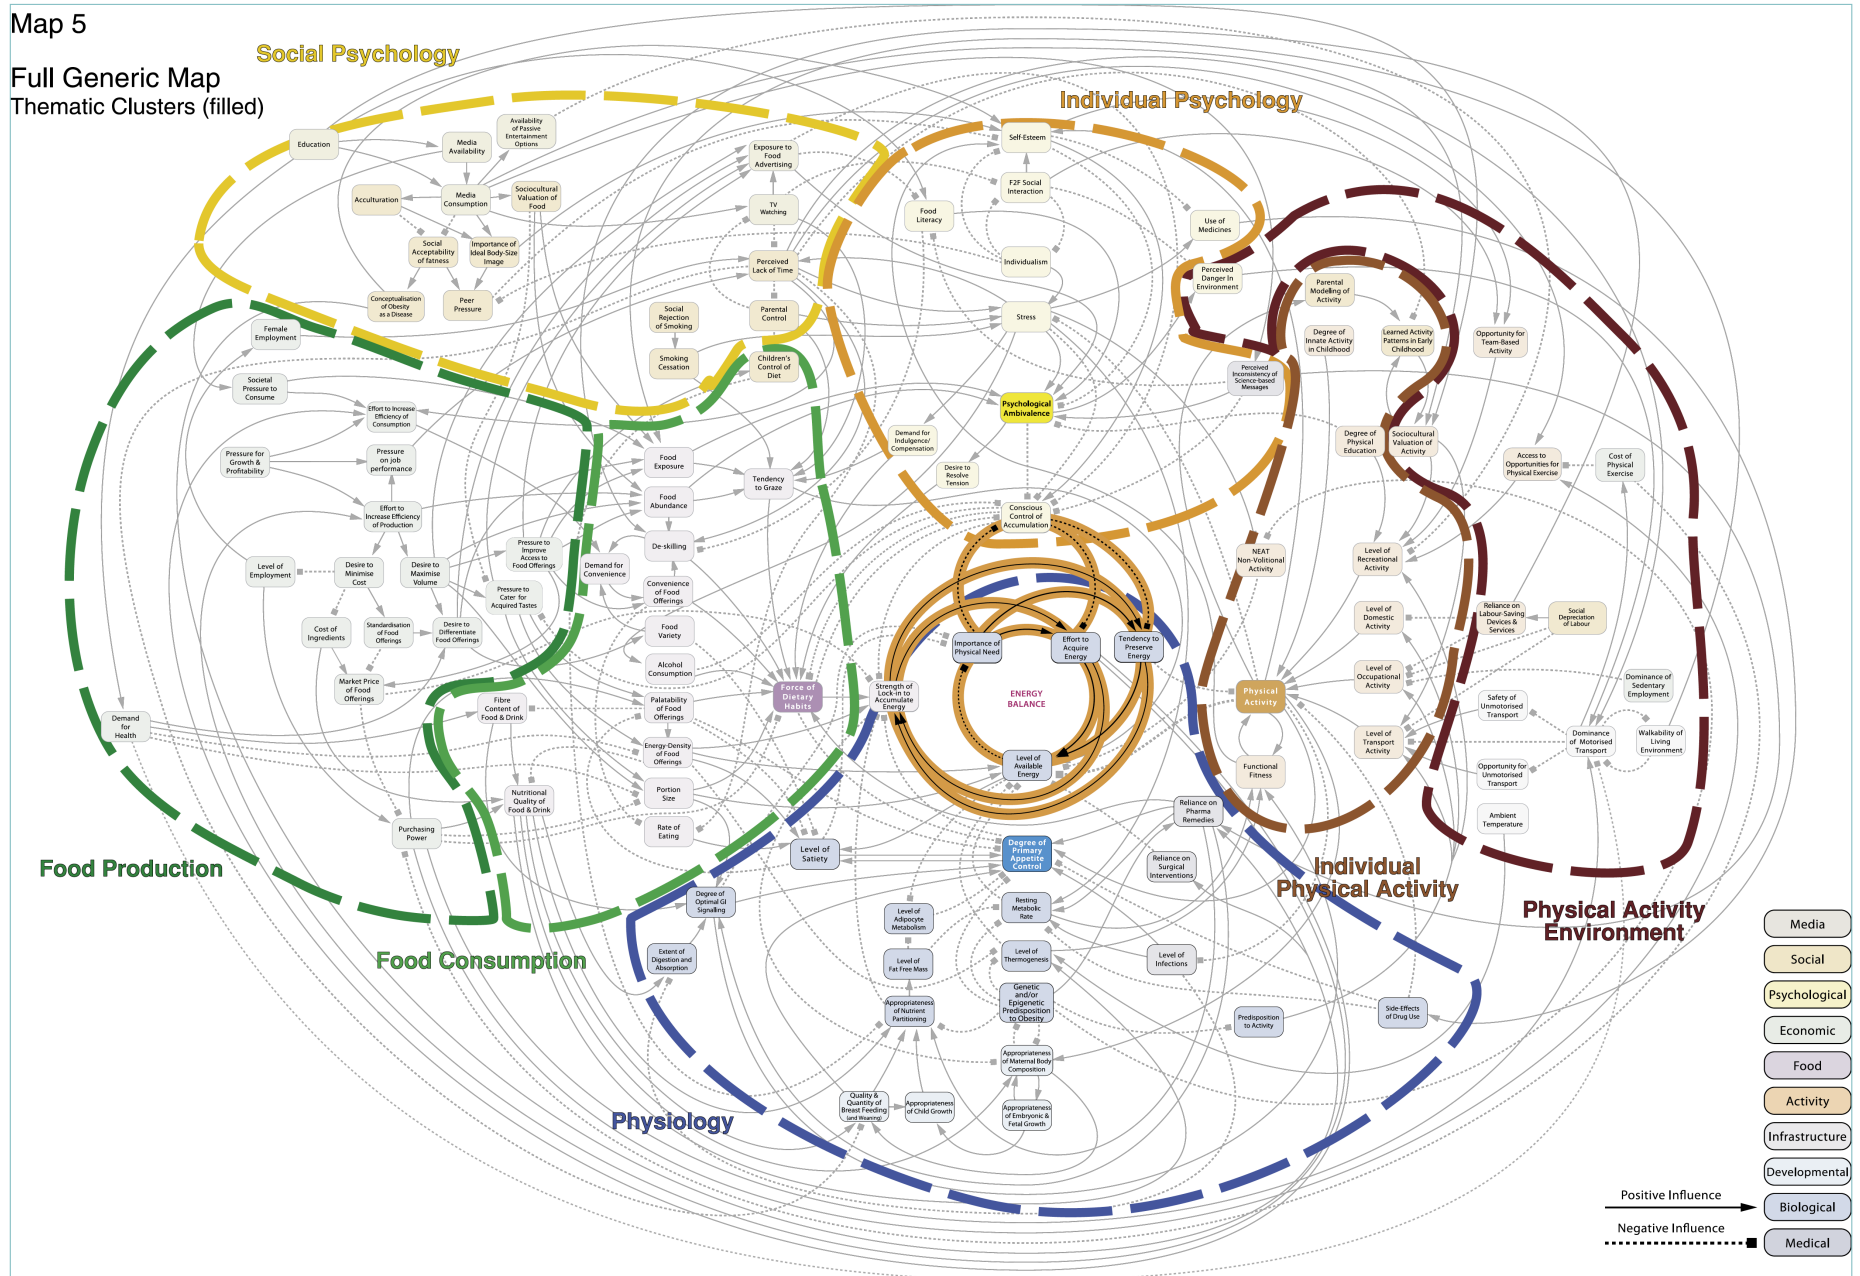 Map 5
Full Generic Map
Thematic Clusters (filled)
Social Psychology
Individual Psychology
Education
Media
Availability
Availability
of Passive
Entertainment
Options
Acculturation
Media
Consumption
Sociocultural
Valuation of
Food
Social
Acceptability
of fatness
Importance of
Ideal Body-Size
Image
Conceptualisation
of Obesity
as a Disease
Peer
Pressure
Exposure to
Food
Advertising
TV
Watching
Perceived
Lack of Time
Parental
Control
Children's
Control of
Diet
Social
Rejection
of Smoking
Smoking
Cessation
Self-Esteem
F2F Social
Interaction
Food
Literacy
Individualism
Stress
Use of
Medicines
Perceived
Danger In
Environment
Psychological
Ambivalence
Demand for
Indulgence/
Compensation
Desire to
Resolve
Tension
Conscious
Control of
Accumulation
Perceived
Inconsistency of
Science-based
Messages
Parental
Modelling of
Activity
Degree of
Innate Activity
in Childhood
Learned Activity
Patterns in Early
Childhood
Opportunity for
Team-Based
Activity
Degree of
Physical
Education
Sociocultural
Valuation of
Activity
Access to
Opportunities for
Physical Exercise
Cost of
Physical
Exercise
Female
Employment
Societal
Pressure to
Consume
Effort to Increase
Efficiency of
Consumption
Pressure for
Growth &
Profitability
Pressure
on job
performance
Effort to
Increase Efficiency
of Production
Level of
Employment
Desire to
Minimise
Cost
Desire to
Maximise
Volume
Pressure to
Improve
Access to
Food Offerings
Pressure to
Cater for
Acquired Tastes
Cost of
Ingredients
Standardisation
of Food
Offerings
Desire to
Differentiate
Food Offerings
Market Price
of Food
Offerings
Demand
for
Health
Fibre
Content of
Food & Drink
Nutritional
Quality of
Food & Drink
Purchasing
Power
Food
Exposure
Food
Abundance
Tendency
to Graze
De-skilling
Demand for
Convenience
Convenience
of Food
Offerings
Food
Variety
Alcohol
Consumption
Palatability
of Food
Offerings
Energy-Density
of Food
Offerings
Portion
Size
Rate of
Eating
Force of
Dietary
Habits
Strength of
Lock-in to
Accumulate
Energy
Importance of
Physical Need
Effort to
Acquire
Energy
Tendency to
Preserve
Energy
ENERGY
BALANCE
Level of
Available
Energy
NEAT
Non-Volitional
Activity
Level of
Recreational
Activity
Level of
Domestic
Activity
Reliance on
Labour-Saving
Devices &
Services
Social
Depreciation
of Labour
Physical
Activity
Level of
Occupational
Activity
Safety of
Unmotorised
Transport
Dominance of
Sedentary
Employment
Level of
Transport
Activity
Dominance
of Motorised
Transport
Walkability of
Living
Environment
Functional
Fitness
Opportunity for
Unmotorised
Transport
Ambient
Temperature
Reliance on
Pharma
Remedies
Reliance on
Surgical
Interventions
Level of
Infections
Level of
Satiety
Degree of
Primary
Appetite
Control
Degree of
Optimal GI
Signalling
Extent of
Digestion and
Absorption
Level of
Adipocyte
Metabolism
Level of
Fat Free Mass
Appropriateness
of Nutrient
Partitioning
Resting
Metabolic
Rate
Level of
Thermogenesis
Genetic
and/or
Epigenetic
Predisposition
to Obesity
Predisposition
to Activity
Side-Effects
of Drug Use
Appropriateness
of Maternal Body
Composition
Quality &
Quantity of
Breast Feeding
(and Weaning)
Appropriateness
of Child Growth
Appropriateness
of Embryonic &
Fetal Growth
Food Production
Food Consumption
Physiology
Individual
Physical Activity
Physical Activity
Environment
Media
Social
Psychological
Economic
Food
Activity
Infrastructure
Developmental
Biological
Medical
Positive Influence
Negative Influence